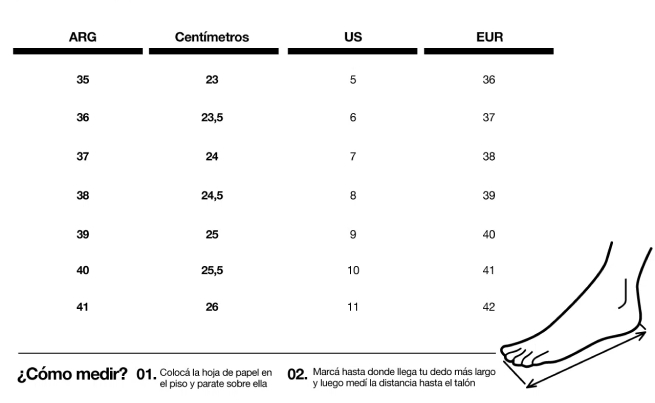 ARG Centímetros US EUR
35 23 5 36
36 23,5 6 37
37 24 7 38
38 24,5 8 39
39 25 9 40
40 25,5 10 41
41 26 11 42
¿Cómo medir? 01. Colocá la hoja de papel en
el piso y parate sobre ella
02. Marcá hasta donde llega tu dedo más largo
y luego medí la distancia hasta el talón